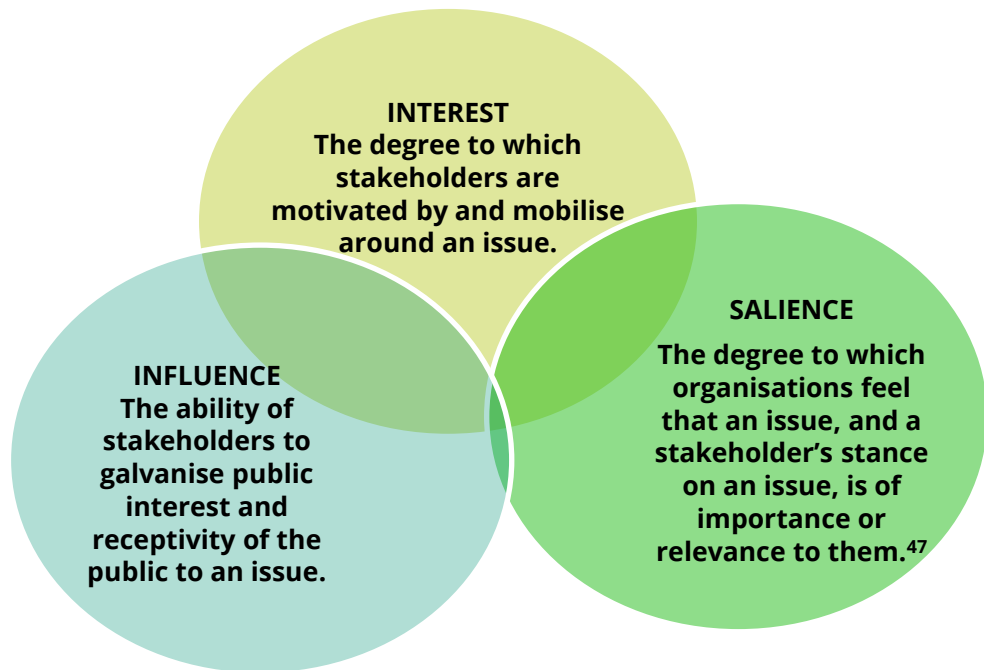 INTEREST
The degree to which
stakeholders are
motivated by and mobilise
around an issue.
SALIENCE
The degree to which
organisations feel
that an issue, and a
stakeholder’s stance
on an issue, is of
importance or
relevance to them.47
INFLUENCE
The ability of
stakeholders to
galvanise public
interest and
receptivity of the
public to an issue.